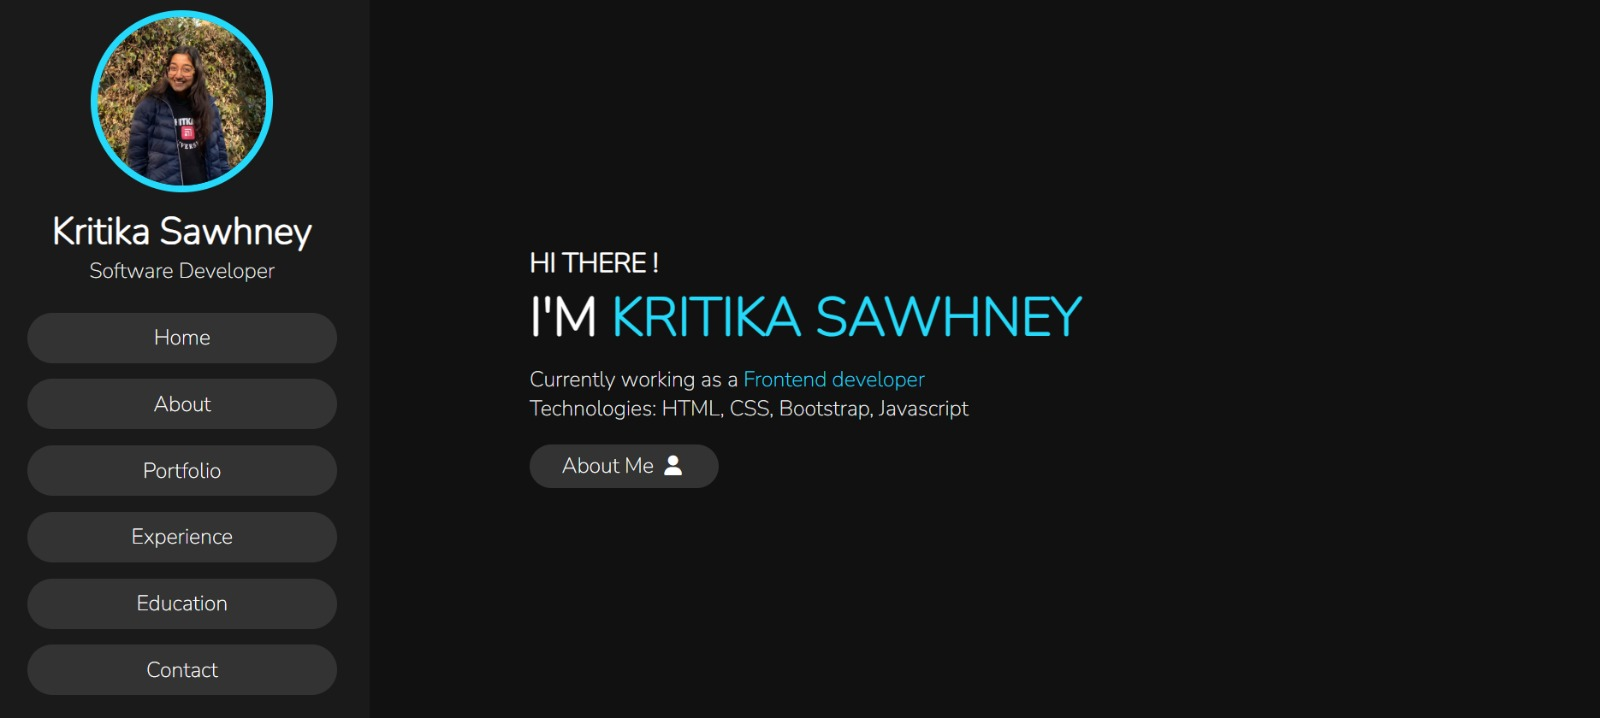 Kritika Sawhney
Software Developer
Home
About
Portfolio
Experience
Education
Contact
HI THERE !
I'M KRITIKA SAWHNEY
Currently working as a Frontend developer
Technologies: HTML, CSS, Bootstrap, Javascript
About Me